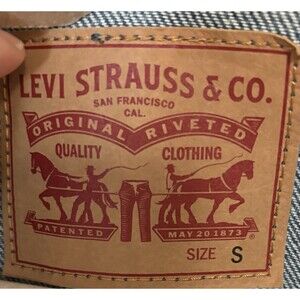 LEVI STRAUSS & CO.
SAN FRANCISCO
CAL.
ORIGINAL RIVETED
QUALITY CLOTHING
PATENTED MAY 20 1873
®
SIZE S